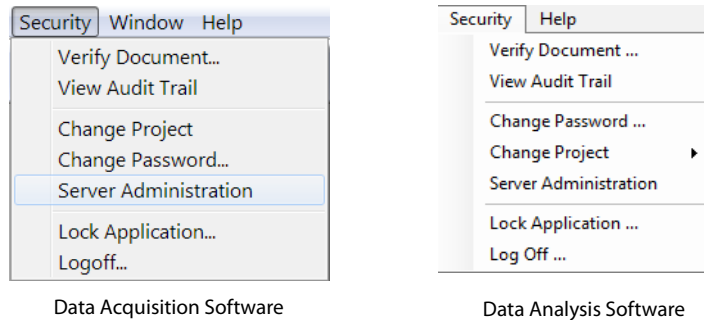 Security Window Help
Verify Document...
View Audit Trail
Change Project
Change Password...
Server Administration
Lock Application...
Logoff...
Data Acquisition Software
Security Help
Verify Document ...
View Audit Trail
Change Password ...
Change Project
Server Administration
Lock Application ...
Log Off ...
Data Analysis Software